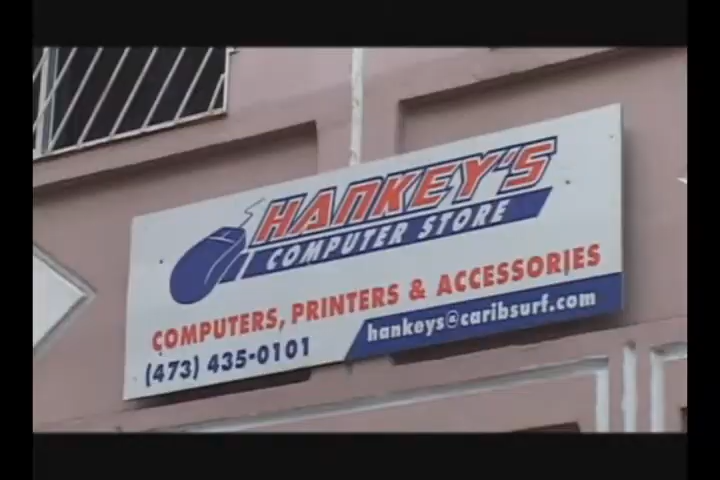 HANKEY'S
COMPUTER STORE
COMPUTERS, PRINTERS & ACCESSORIES
(473) 435-0101
hankeys@caribsurf.com